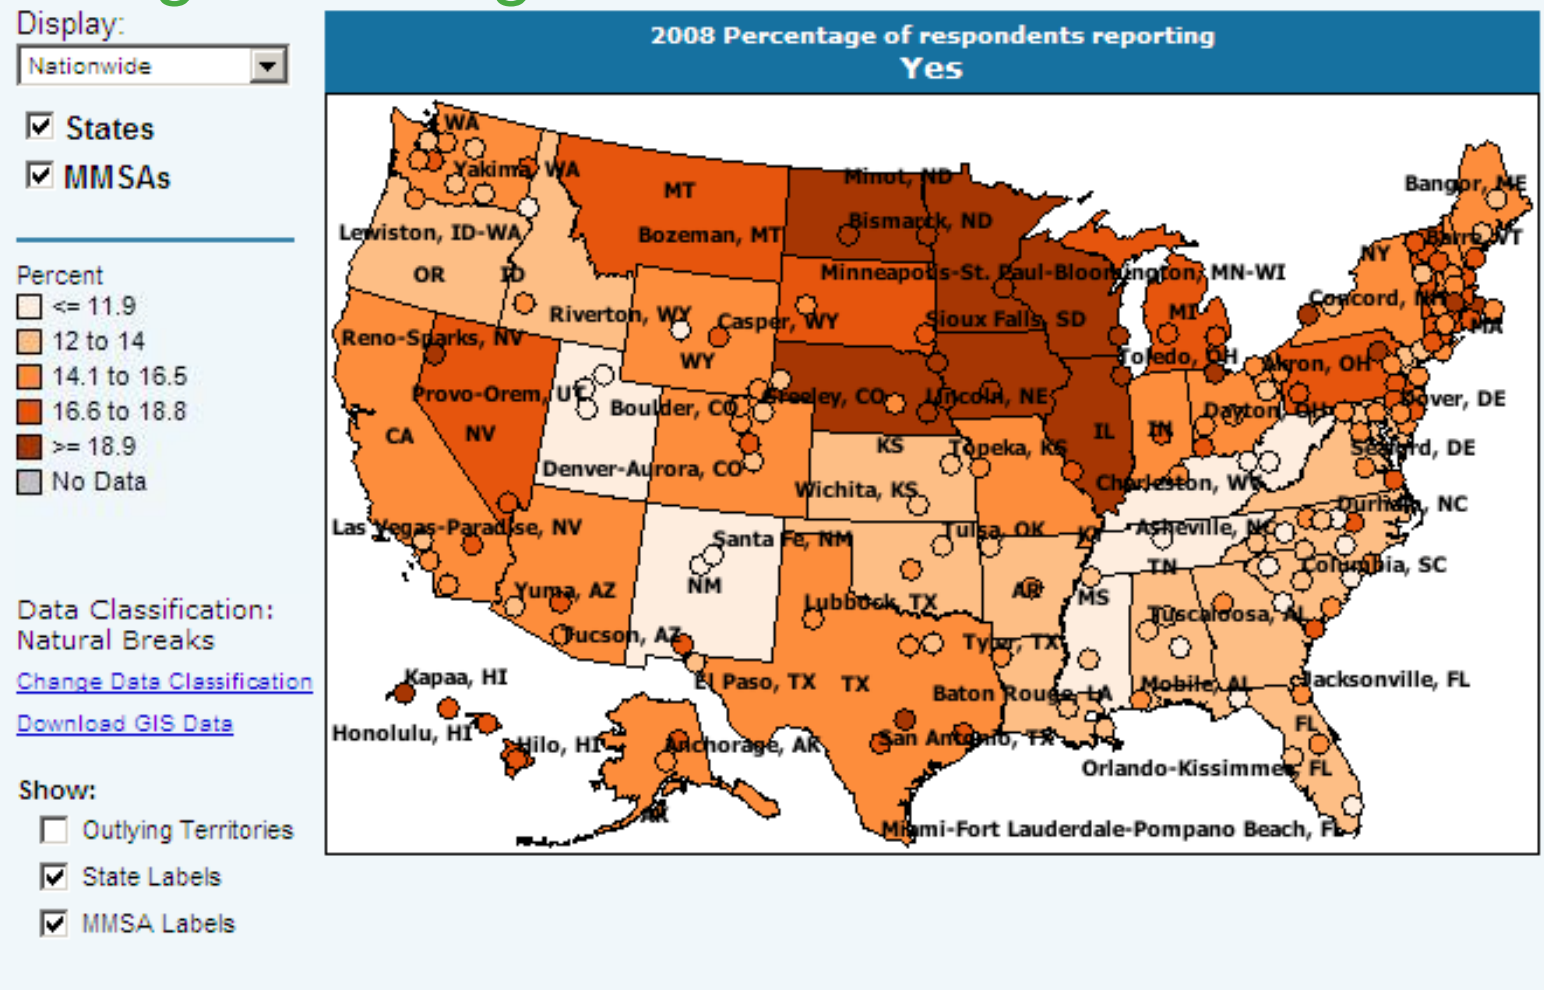 Display:
Nationwide
States
MMSAs
Percent
<= 11.9
12 to 14
14.1 to 16.5
16.6 to 18.8
>= 18.9
No Data
Data Classification:
Natural Breaks
Change Data Classification
Download GIS Data
Show:
Outlying Territories
State Labels
MMSA Labels
2008 Percentage of respondents reporting
Yes
WA
Yakima, WA
MT
Minot, ND
Bangor, ME
Lewiston, ID-WA
Bozeman, MT
Bismarck, ND
Barre, VT
OR
ID
Minneapolis-St. Paul-Bloomington, MN-WI
NY
Riverton, WY
Casper, WY
Sioux Falls, SD
MI
Concord, NH
MA
Reno-Sparks, NV
WY
Toledo, OH
Akron, OH
Provo-Orem, UT
Boulder, CO
Greeley, CO
Lincoln, NE
Dayton, OH
Dover, DE
CA
NV
KS
Topeka, KS
IL
IN
Seaford, DE
Denver-Aurora, CO
Wichita, KS
Charleston, WV
Durham, NC
Las Vegas-Paradise, NV
Santa Fe, NM
Tulsa, OK
KY
Asheville, NC
NM
TN
Columbia, SC
Yuma, AZ
Lubbock, TX
AR
MS
Tuscaloosa, AL
Tucson, AZ
Tyler, TX
Kapaa, HI
El Paso, TX
TX
Baton Rouge, LA
Mobile, AL
Jacksonville, FL
Honolulu, HI
Hilo, HI
Anchorage, AK
San Antonio, TX
FL
Orlando-Kissimmee, FL
AK
Miami-Fort Lauderdale-Pompano Beach, FL